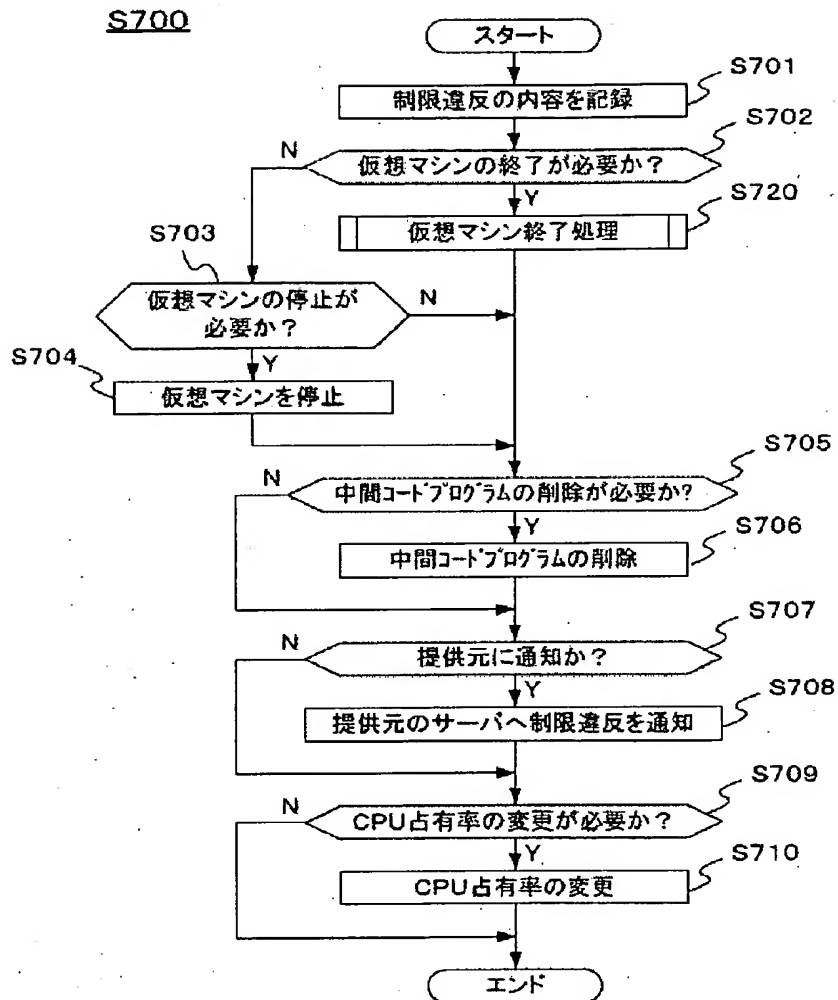 S700
スタート
S701
制限違反の内容を記録
S702
N
仮想マシンの終了が必要か？
Y
S720
仮想マシン終了処理
S703
仮想マシンの停止が
必要か？
N
Y
S704
仮想マシンを停止
S705
N
中間ｺｰﾄﾞﾌﾟﾛｸﾞﾗﾑの削除が必要か?
Y
S706
中間ｺｰﾄﾞﾌﾟﾛｸﾞﾗﾑの削除
S707
N
提供元に通知か？
Y
S708
提供元のサーバへ制限違反を通知
S709
N
CPU占有率の変更が必要か？
Y
S710
CPU占有率の変更
エンド